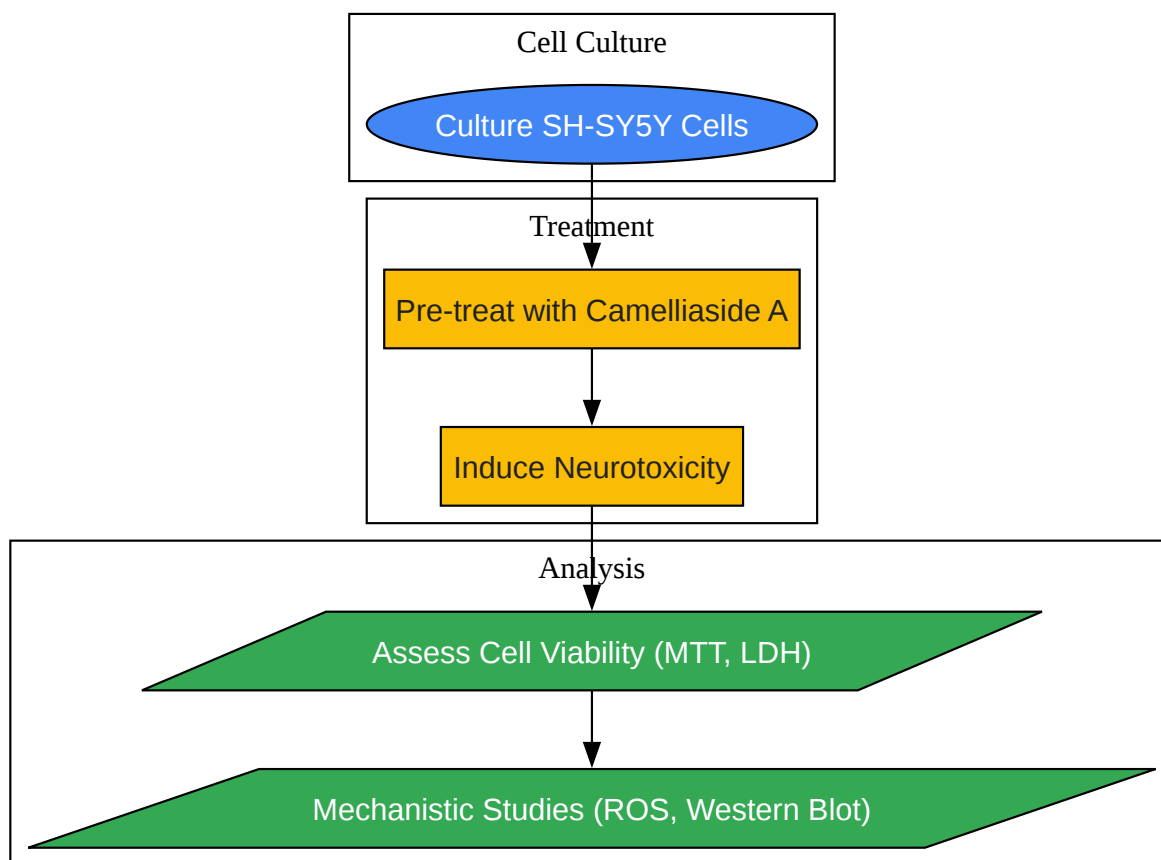 Cell Culture
Culture SH-SY5Y Cells
Treatment
Pre-treat with Camelliaside A
Induce Neurotoxicity
Analysis
Assess Cell Viability (MTT, LDH)
Mechanistic Studies (ROS, Western Blot)